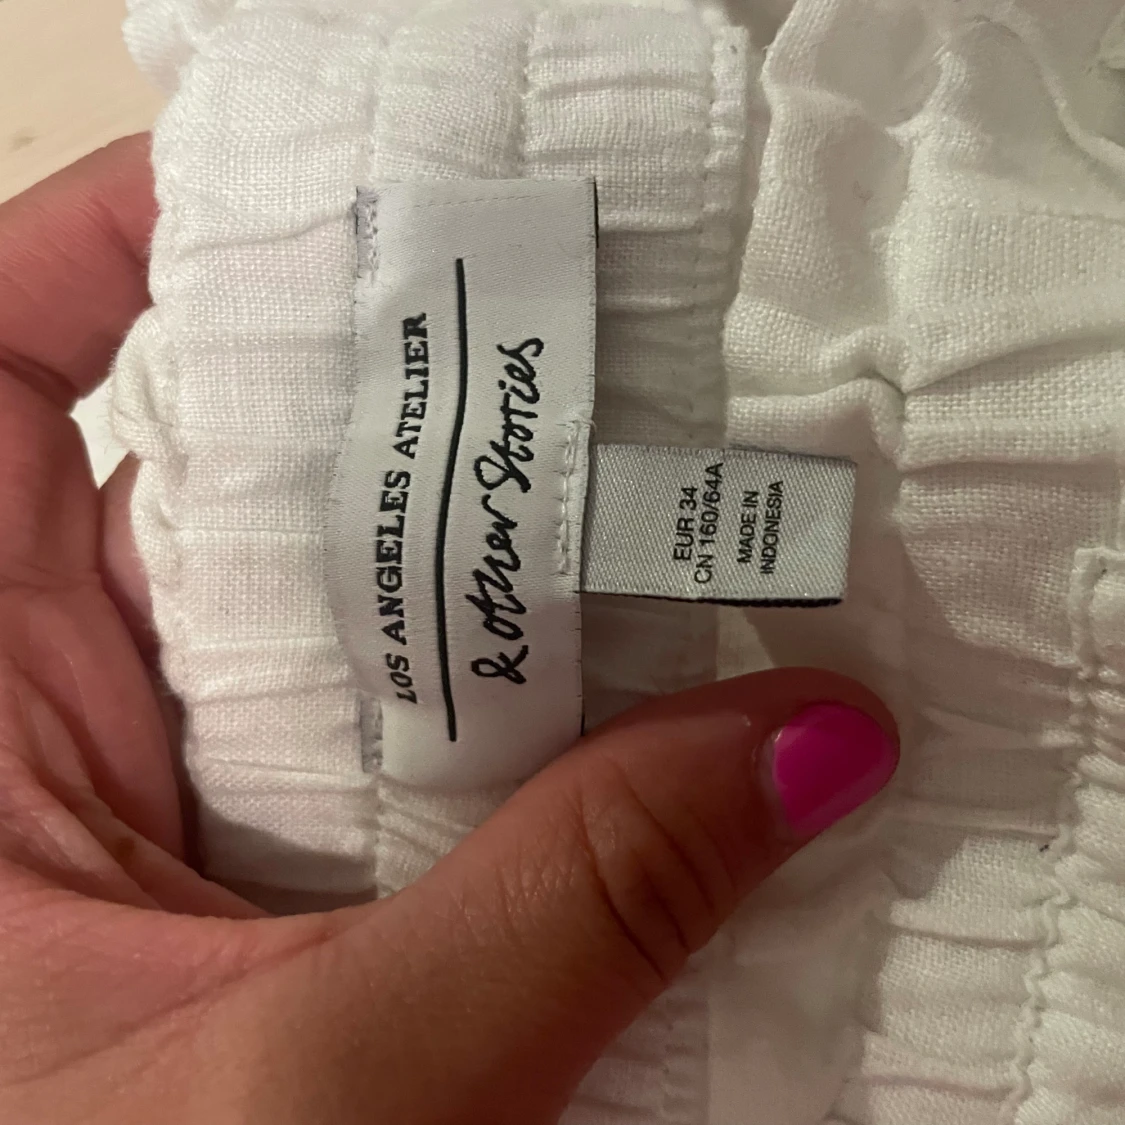 LOS ANGELES ATELIER
& Other Stories
EUR 34
CN 160/64A
MADE IN
INDONESIA